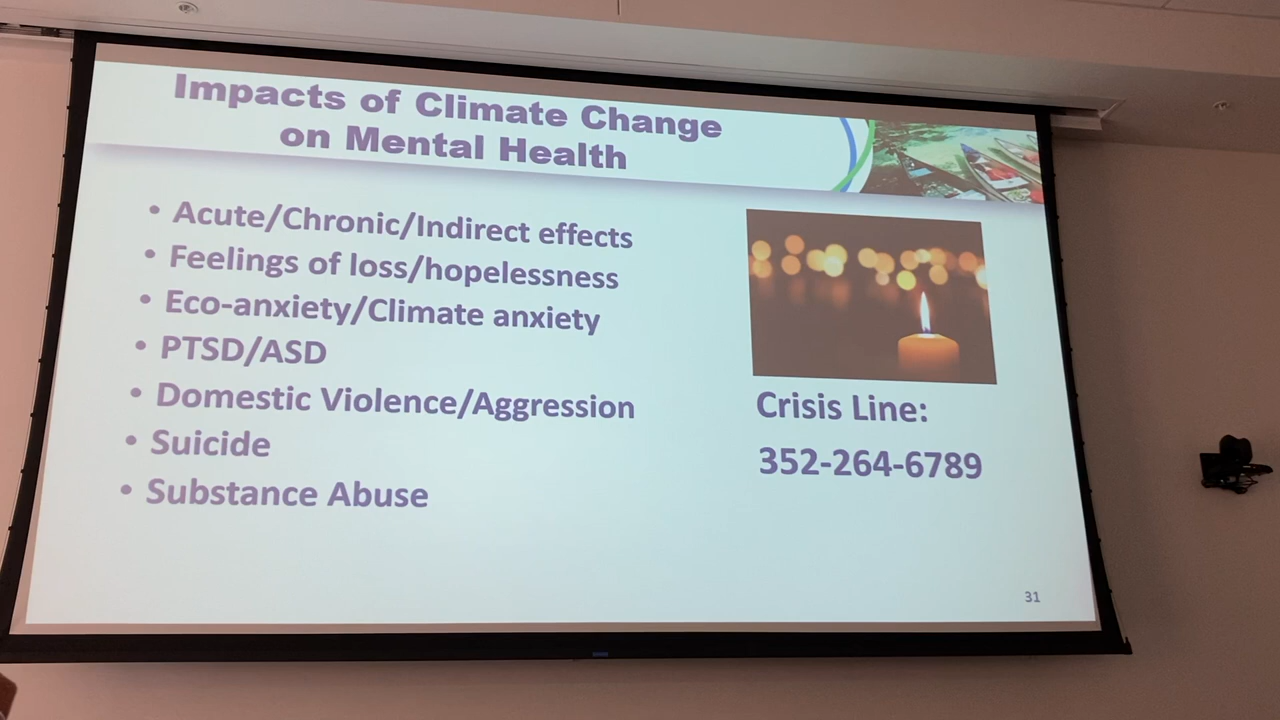 Impacts of Climate Change
on Mental Health
• Acute/Chronic/Indirect effects
• Feelings of loss/hopelessness
• Eco-anxiety/Climate anxiety
• PTSD/ASD
• Domestic Violence/Aggression
• Suicide
• Substance Abuse
Crisis Line:
352-264-6789
31